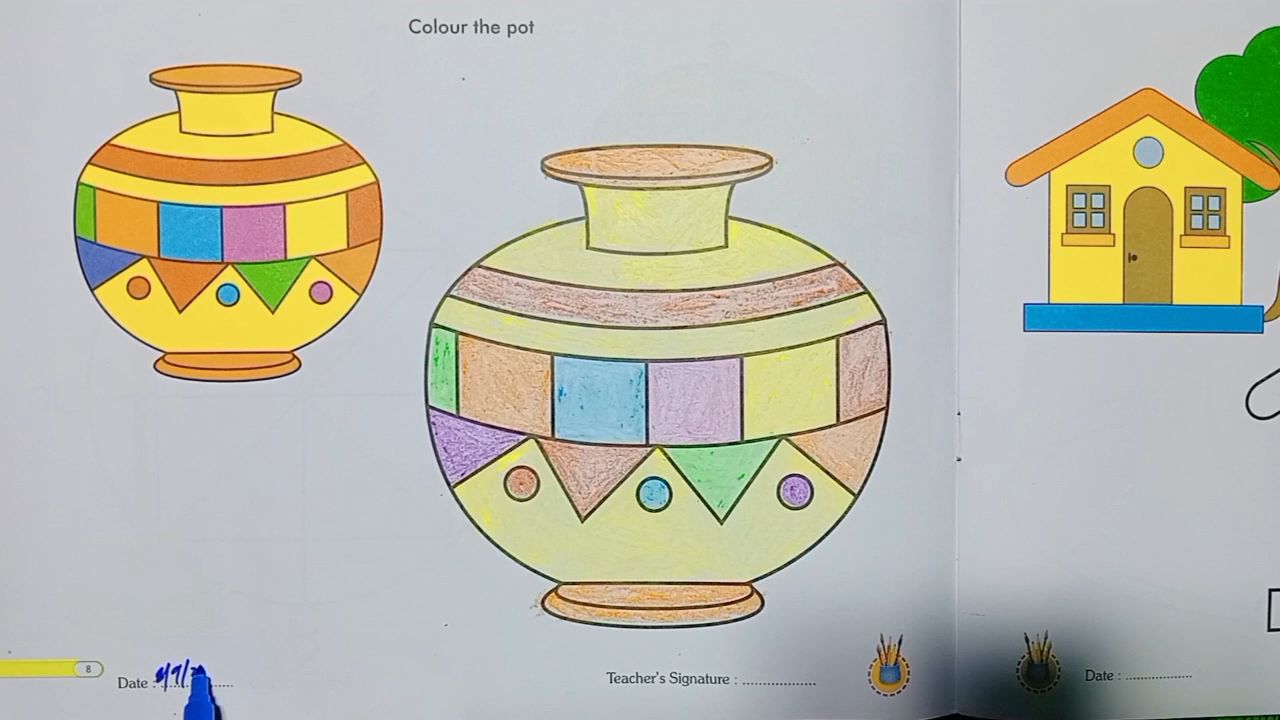 Colour the pot
8
Date : ..................
Teacher's Signature : ..................
Date : ..................